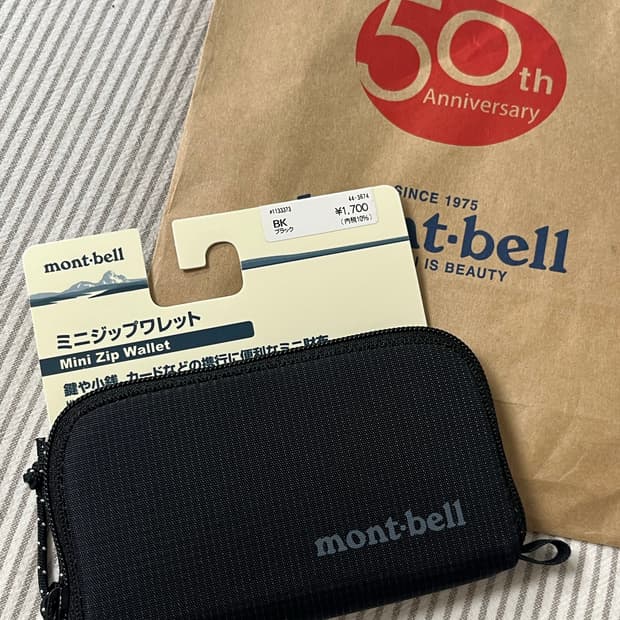 50th
Anniversary
SINCE 1975
nt·bell
IS BEAUTY
#1133373
44-3674
BK
¥1,700
ブラック
(内税10%)
mont-bell
ミニジップワレット
Mini Zip Wallet
鍵や小銭、カードなどの携行に便利なミニ財布
mont-bell